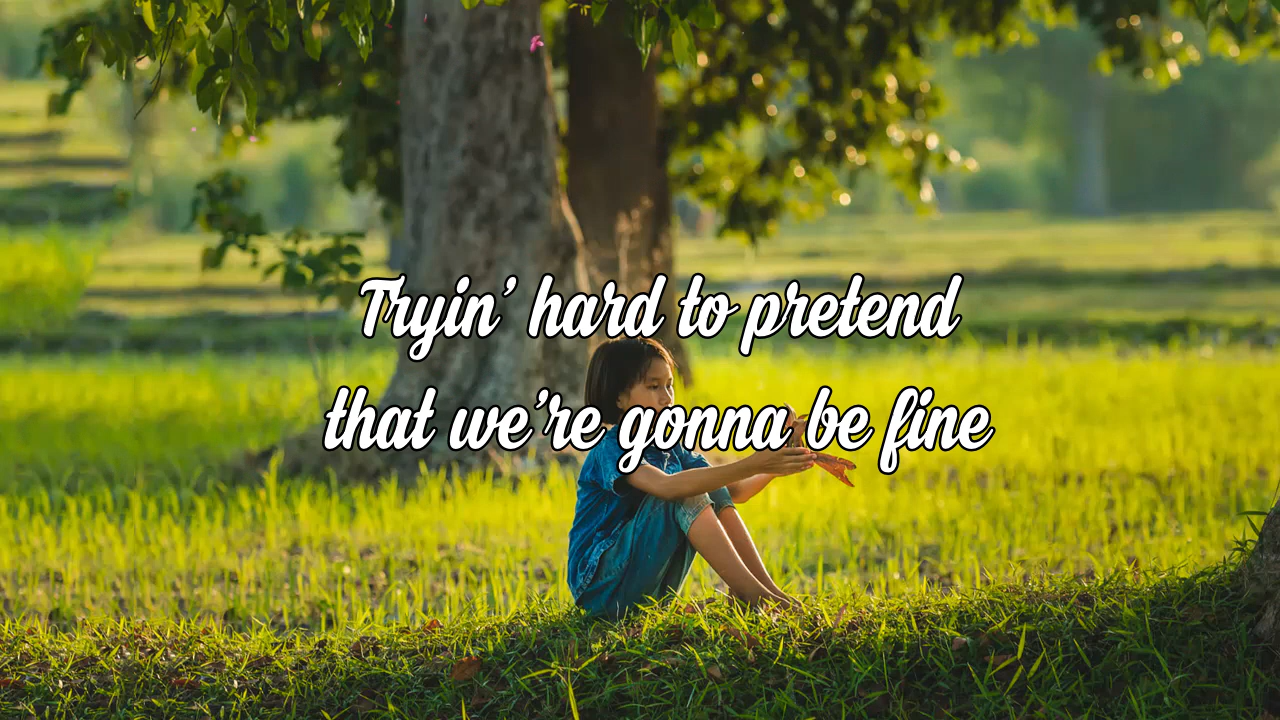 Tryin’ hard to pretend
that we’re gonna be fine